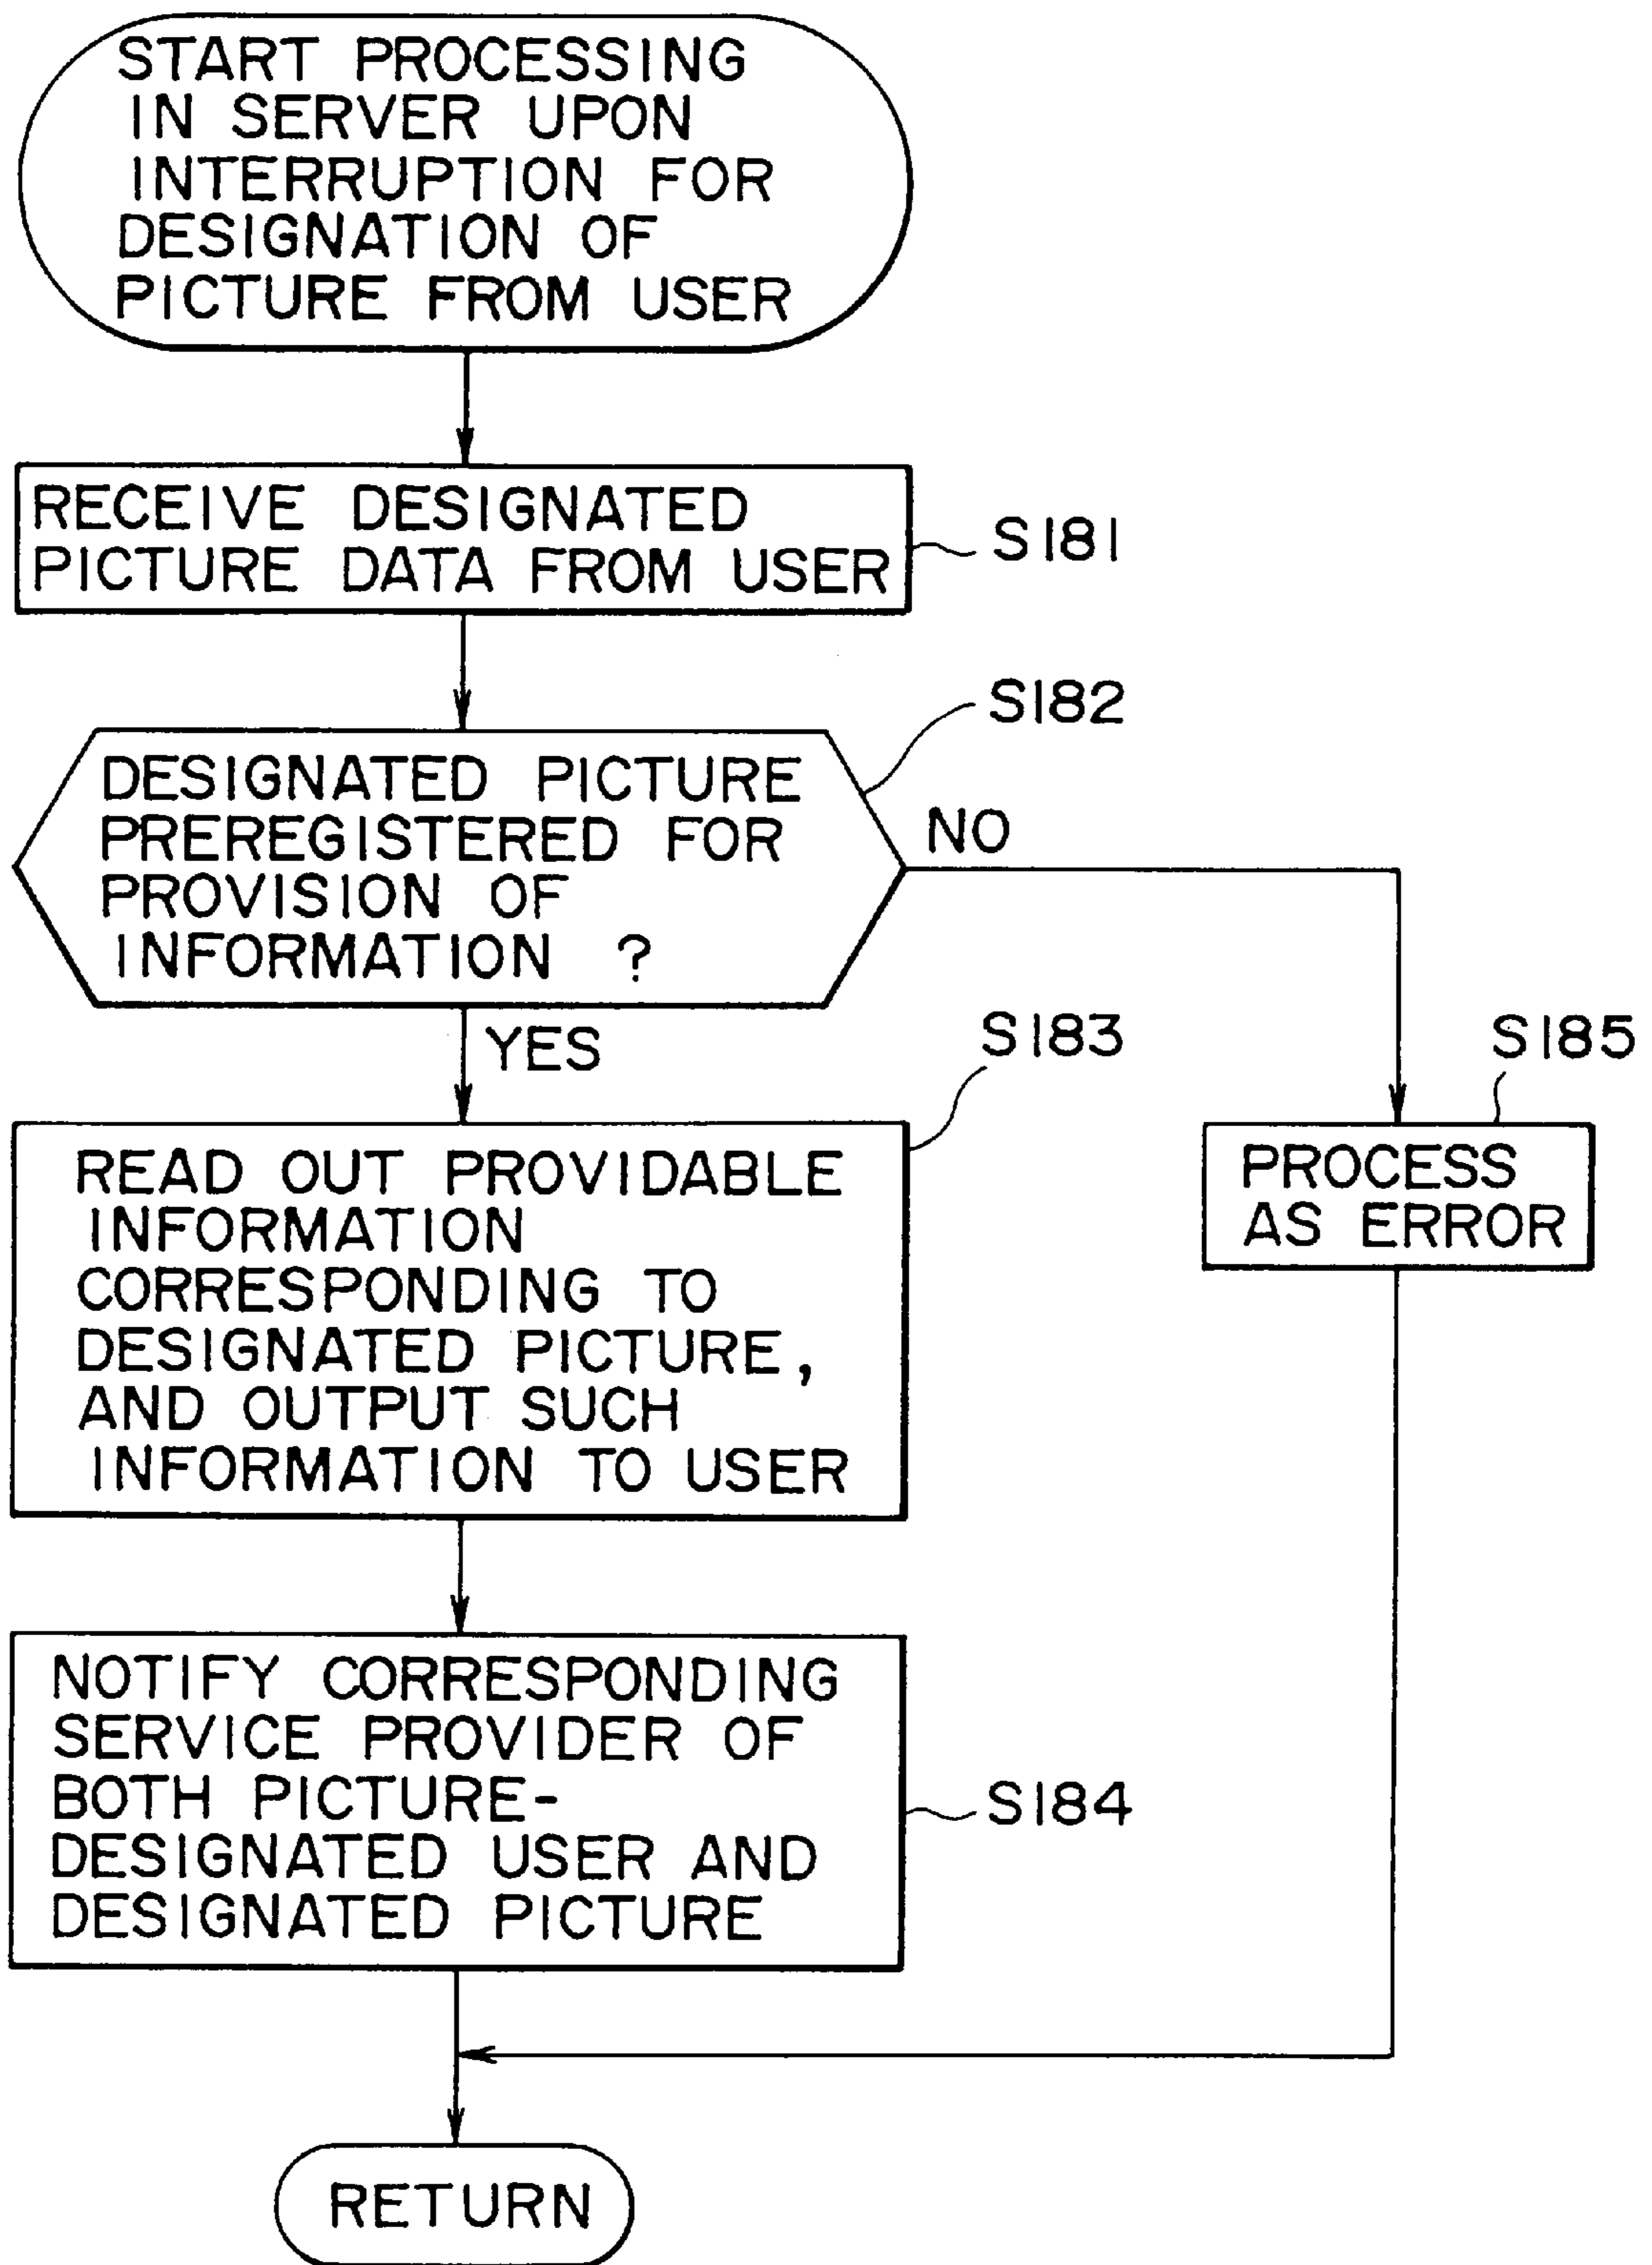 START PROCESSING
IN SERVER UPON
INTERRUPTION FOR
DESIGNATION OF
PICTURE FROM USER
RECEIVE DESIGNATED
PICTURE DATA FROM USER
S181
S182
DESIGNATED PICTURE
PREREGISTERED FOR
PROVISION OF
INFORMATION ?
NO
YES
S183
S185
READ OUT PROVIDABLE
INFORMATION
CORRESPONDING TO
DESIGNATED PICTURE,
AND OUTPUT SUCH
INFORMATION TO USER
PROCESS
AS ERROR
NOTIFY CORRESPONDING
SERVICE PROVIDER OF
BOTH PICTURE-
DESIGNATED USER AND
DESIGNATED PICTURE
S184
RETURN